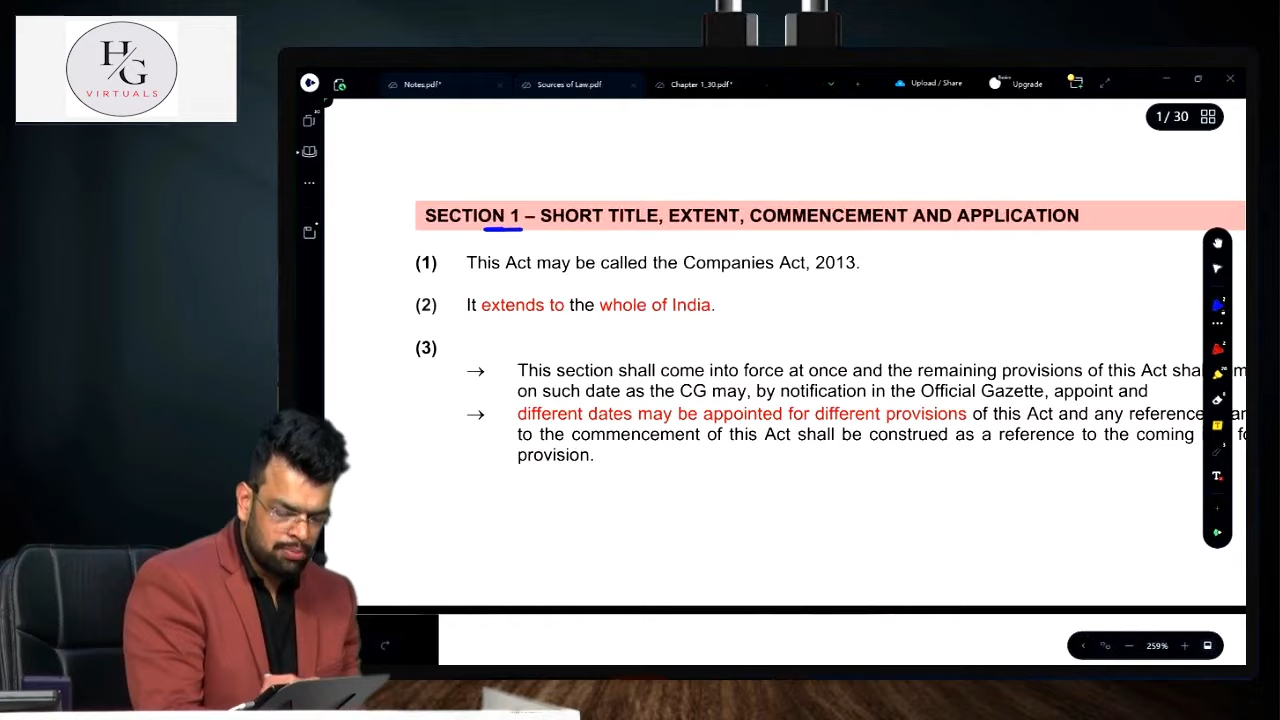 H/G
VIRTUALS
Notes.pdf*
Sources of Law.pdf
Chapter 1_30.pdf*
Upload / Share
Upgrade
1/ 30
SECTION 1 – SHORT TITLE, EXTENT, COMMENCEMENT AND APPLICATION
(1) This Act may be called the Companies Act, 2013.
(2) It extends to the whole of India.
(3)
→ This section shall come into force at once and the remaining provisions of this Act
on such date as the CG may, by notification in the Official Gazette, appoint and
→ different dates may be appointed for different provisions of this Act and any reference
to the commencement of this Act shall be construed as a reference to the coming
provision.
259%